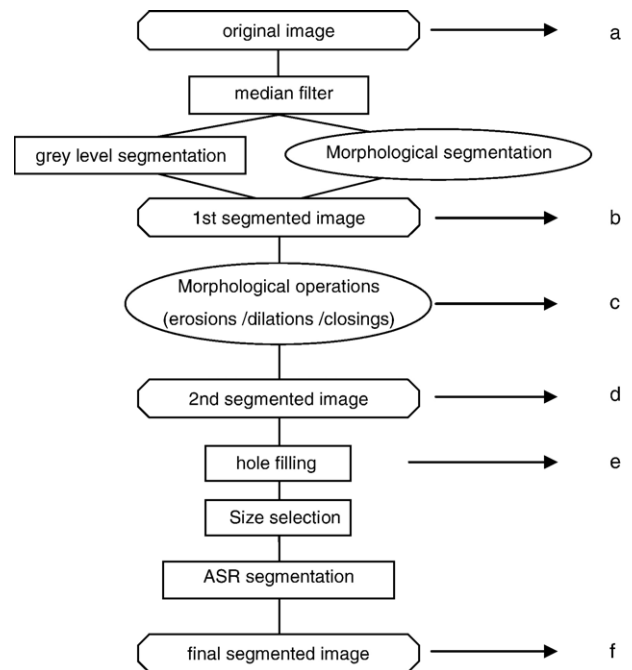 original image
a
median filter
grey level segmentation
Morphological segmentation
1st segmented image
b
Morphological operations
(erosions /dilations /closings)
c
2nd segmented image
d
hole filling
e
Size selection
ASR segmentation
final segmented image
f